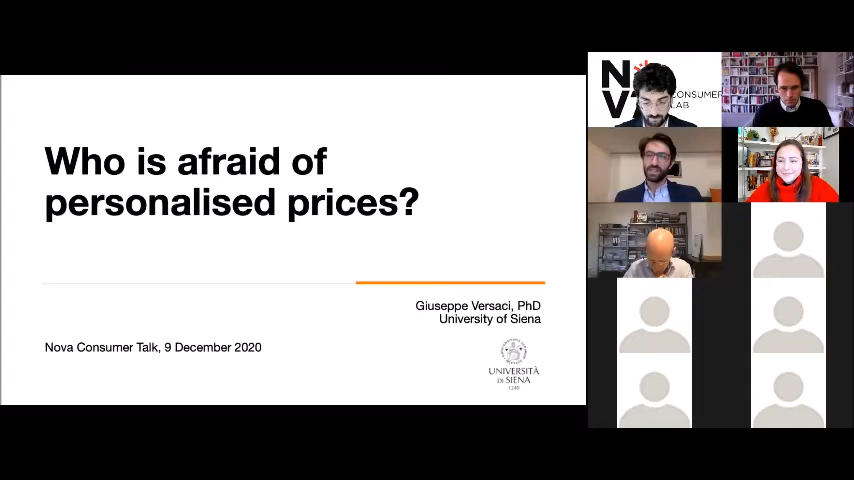 Who is afraid of
personalised prices?
Giuseppe Versaci, PhD
University of Siena
Nova Consumer Talk, 9 December 2020
UNIVERSITÀ
DI SIENA
1240
CONSUMER
LAB